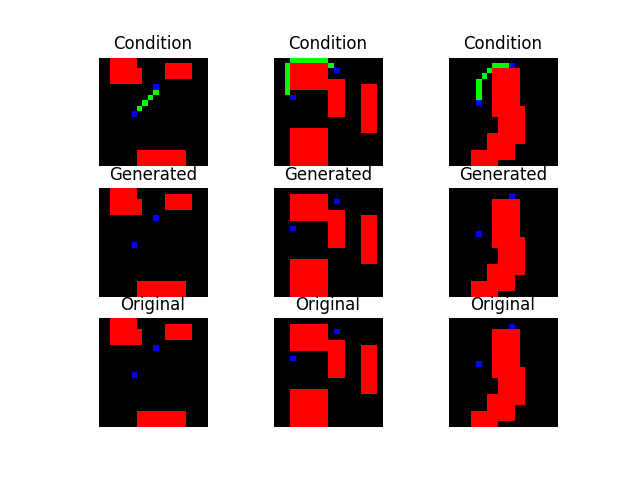 Condition Condition Condition
Generated Generated Generated
Original Original Original